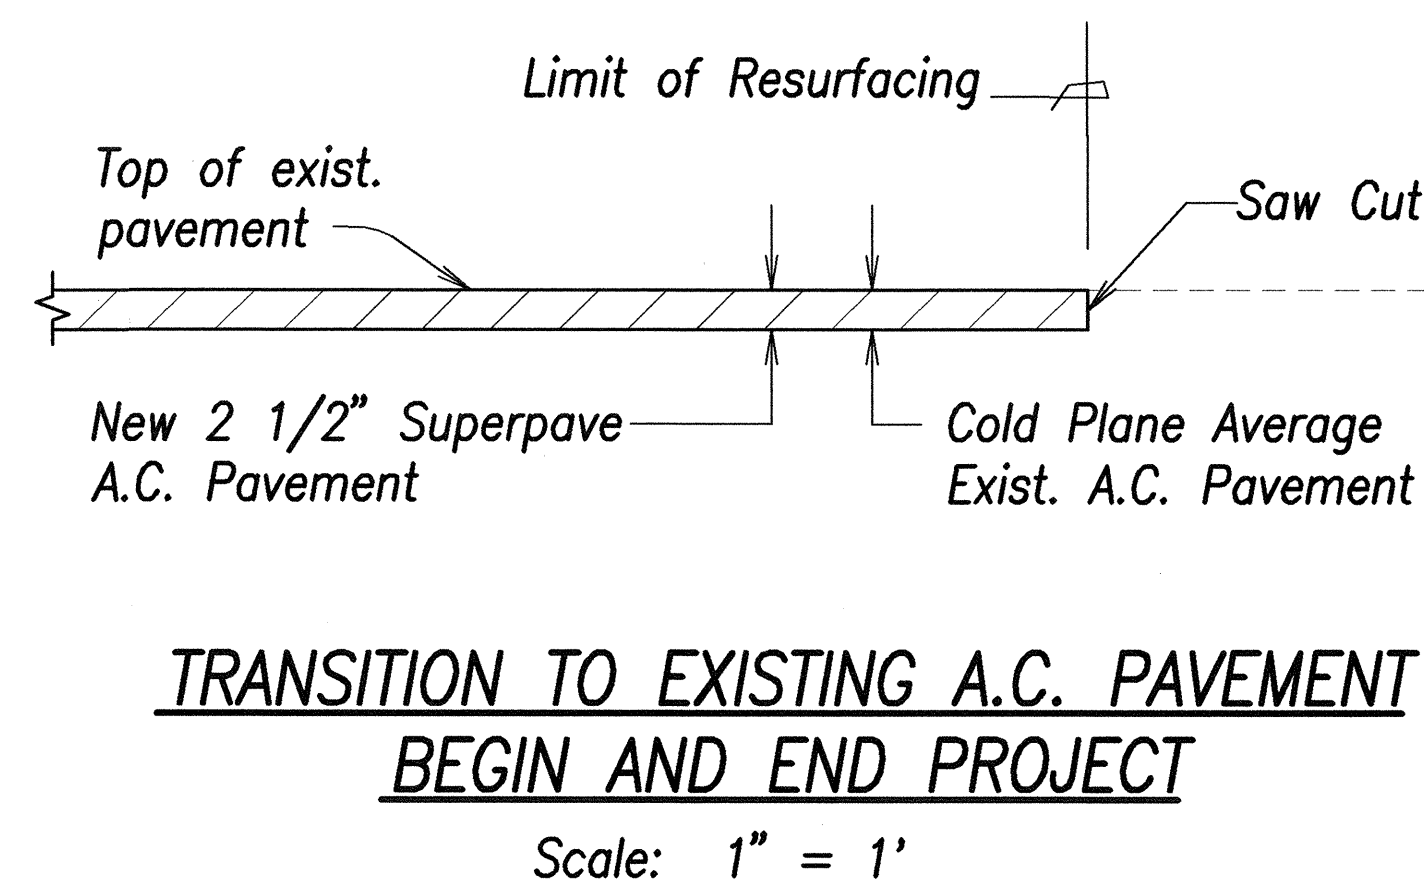 Limit of Resurfacing
Top of exist.
pavement
Saw Cut
New 2 1/2" Superpave
A.C. Pavement
Cold Plane Average
Exist. A.C. Pavement
TRANSITION TO EXISTING A.C. PAVEMENT
BEGIN AND END PROJECT
Scale: 1" = 1'